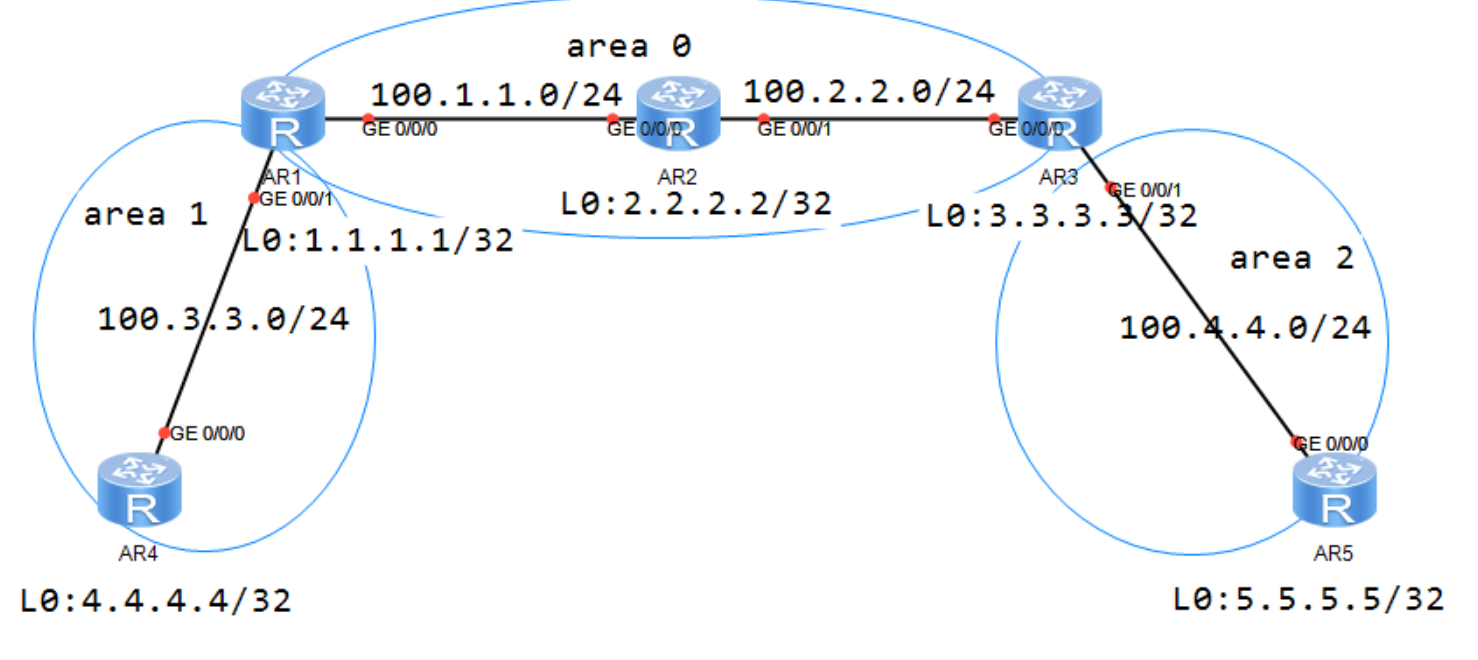 area 0
100.1.1.0/24
100.2.2.0/24
R
GE 0/0/0
GE 0/0/0
R
GE 0/0/1
GE 0/0/0
R
AR1
AR2
AR3
GE 0/0/1
GE 0/0/1
area 1
L0:2.2.2.2/32
L0:3.3.3.3/32
L0:1.1.1.1/32
area 2
100.3.3.0/24
100.4.4.0/24
GE 0/0/0
GE 0/0/0
R
R
AR4
AR5
L0:4.4.4.4/32
L0:5.5.5.5/32